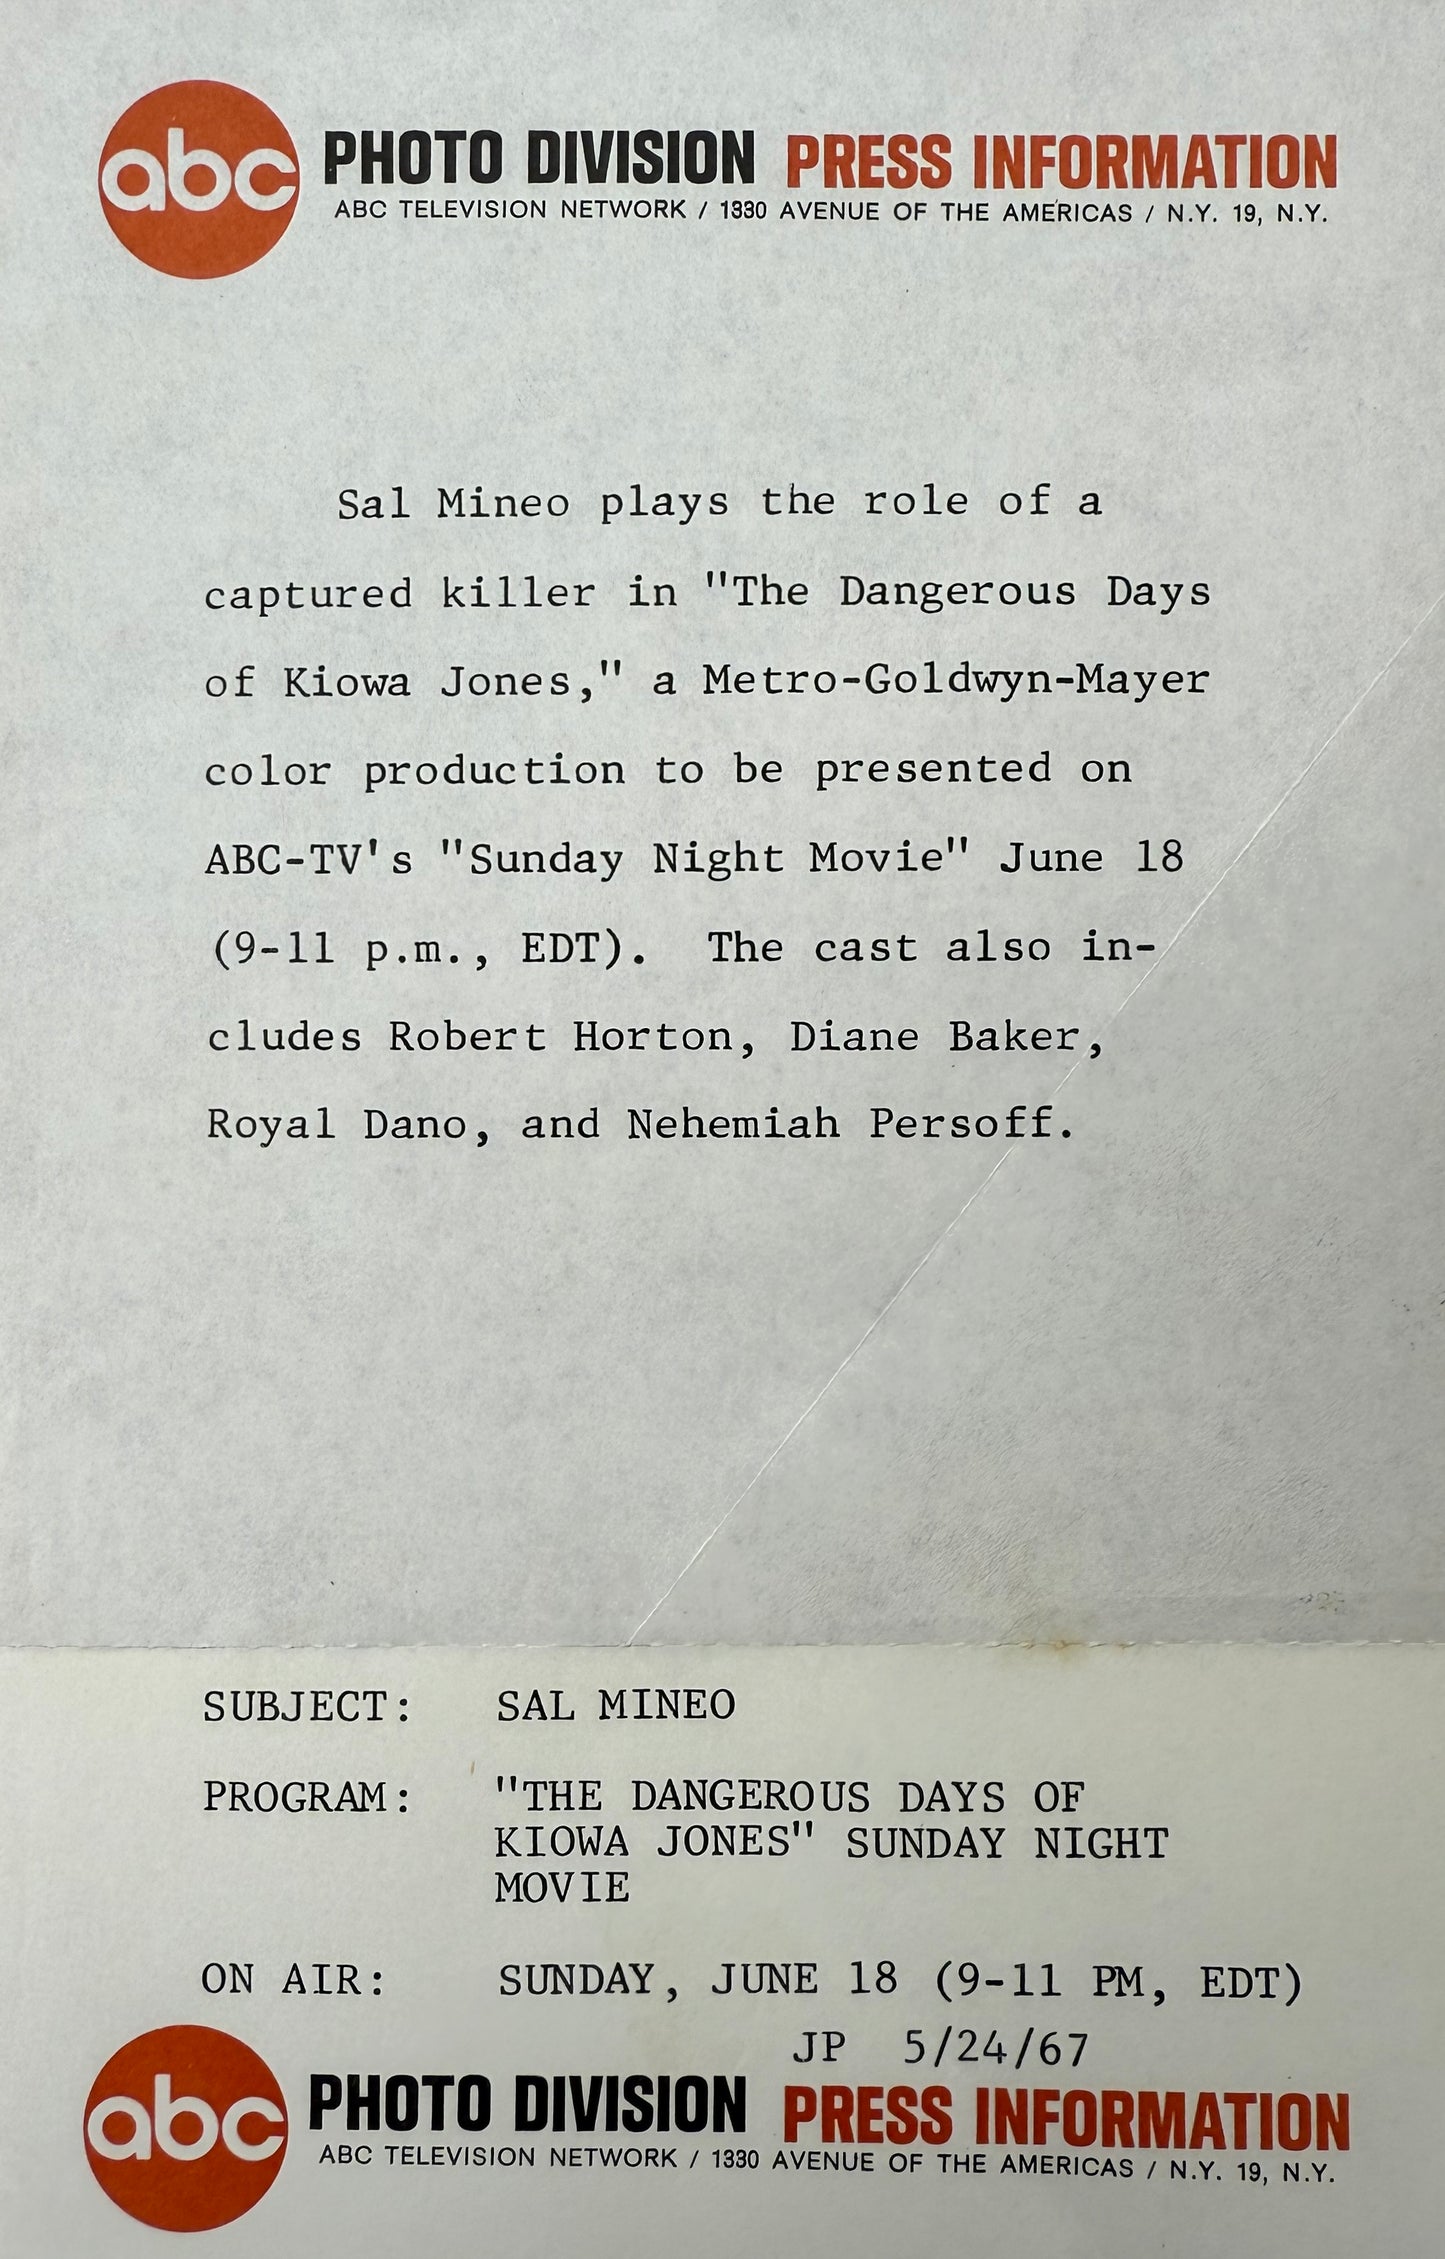 abc PHOTO DIVISION PRESS INFORMATION
ABC TELEVISION NETWORK / 1330 AVENUE OF THE AMERICAS / N.Y. 19, N.Y.
Sal Mineo plays the role of a
captured killer in "The Dangerous Days
of Kiowa Jones," a Metro-Goldwyn-Mayer
color production to be presented on
ABC-TV's "Sunday Night Movie" June 18
(9-11 p.m., EDT).  The cast also in-
cludes Robert Horton, Diane Baker,
Royal Dano, and Nehemiah Persoff.
SUBJECT: SAL MINEO
PROGRAM: "THE DANGEROUS DAYS OF
KIOWA JONES" SUNDAY NIGHT
MOVIE
ON AIR: SUNDAY, JUNE 18 (9-11 PM, EDT)
JP 5/24/67
abc PHOTO DIVISION PRESS INFORMATION
ABC TELEVISION NETWORK / 1330 AVENUE OF THE AMERICAS / N.Y. 19, N.Y.